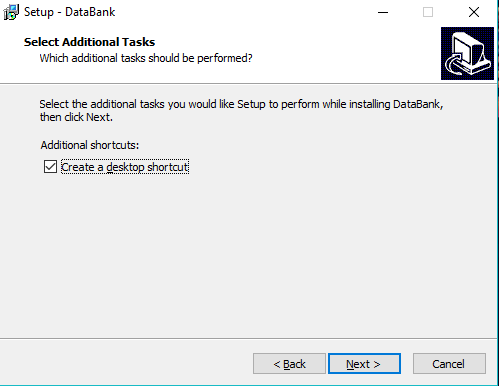 Setup - DataBank
Select Additional Tasks
Which additional tasks should be performed?
Select the additional tasks you would like Setup to perform while installing DataBank,
then click Next.
Additional shortcuts:
Create a desktop shortcut
< Back
Next >
Cancel